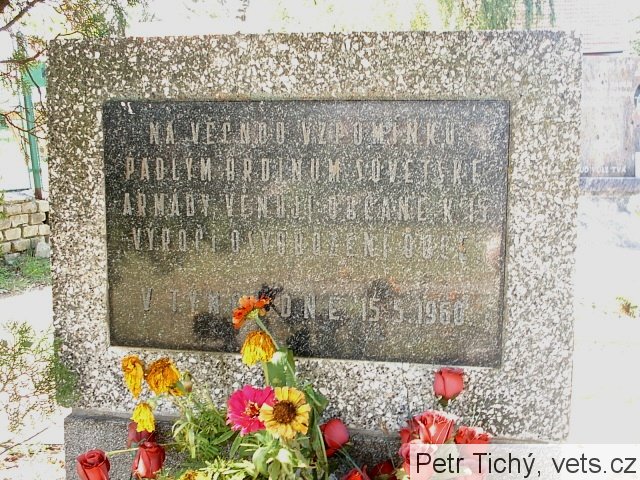 NA VĚČNOU VZPOMÍNKU
PADLÝM HRDINŮM SOVĚTSKÉ
ARMÁDY VĚNUJÍ OBČANÉ K 15
VÝROČÍ OSVOBOZENÍ OBCE
V TÝNCI DNE 15.5.1960
Petr Tichý, vets.cz